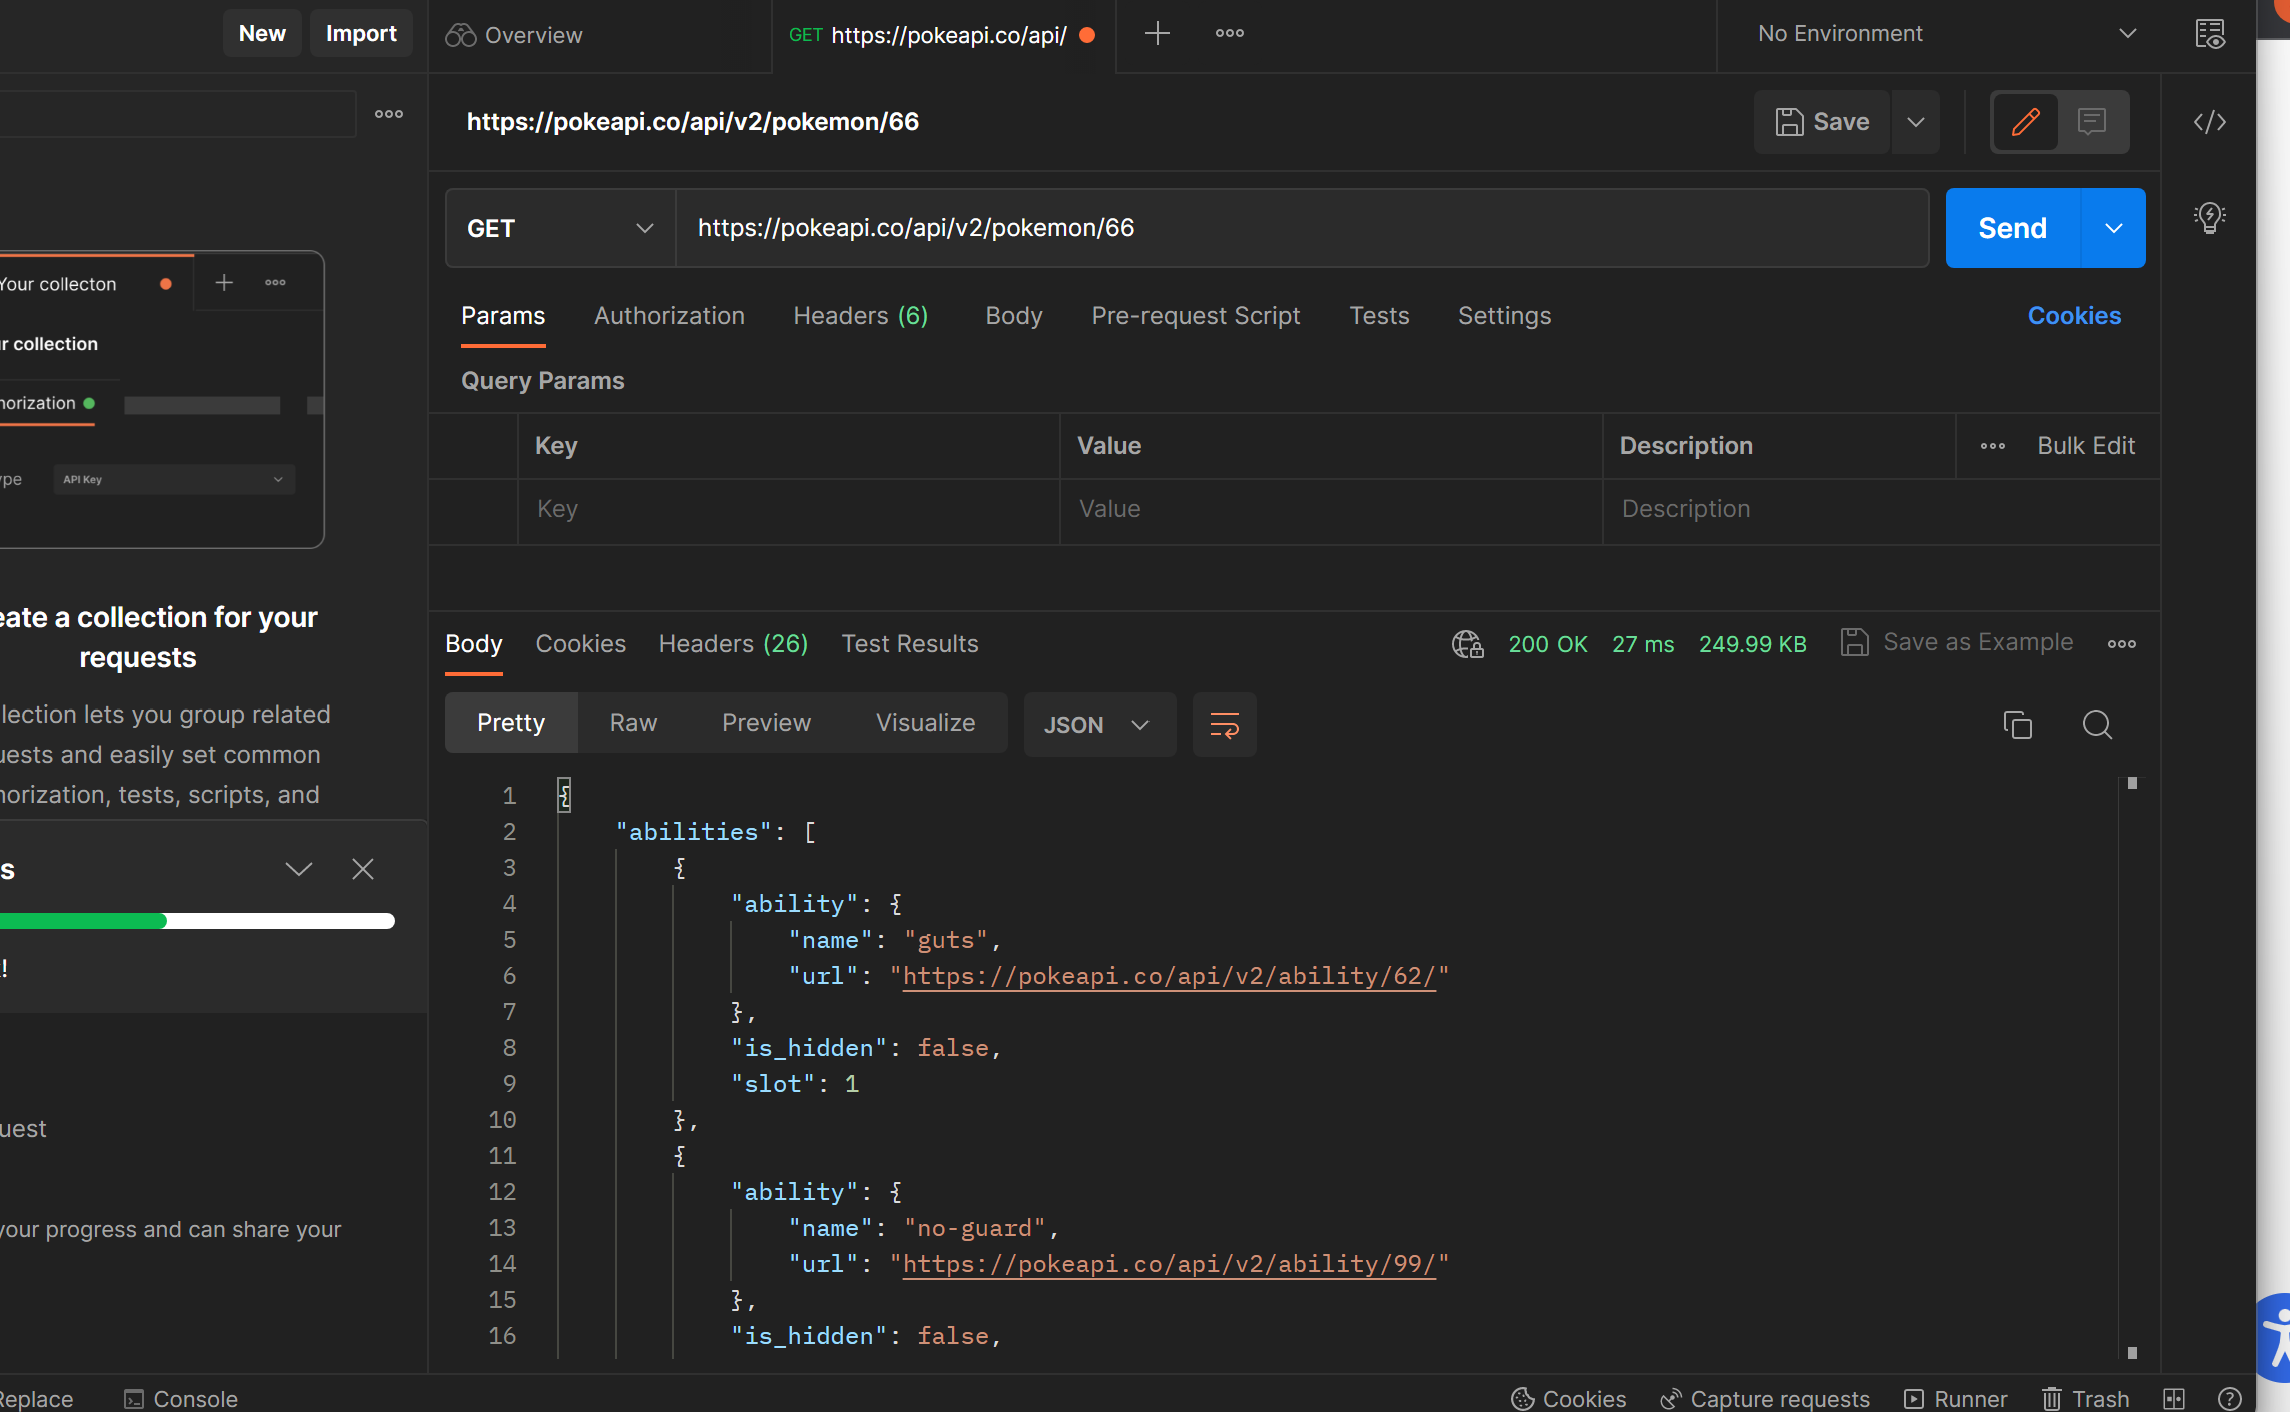 New
Import
Overview
GET https://pokeapi.co/api/
No Environment
https://pokeapi.co/api/v2/pokemon/66
Save
GET
https://pokeapi.co/api/v2/pokemon/66
Send
Params
Authorization
Headers (6)
Body
Pre-request Script
Tests
Settings
Cookies
Query Params
Key
Value
Description
Bulk Edit
Key
Value
Description
Your collecton
r collection
horization
ype
API Key
eate a collection for your
requests
lection lets you group related
uests and easily set common
horization, tests, scripts, and
s
!
uest
your progress and can share your
Body
Cookies
Headers (26)
Test Results
200 OK
27 ms
249.99 KB
Save as Example
Pretty
Raw
Preview
Visualize
JSON
1 {
2 "abilities": [
3 {
4 "ability": {
5 "name": "guts",
6 "url": "https://pokeapi.co/api/v2/ability/62/"
7 },
8 "is_hidden": false,
9 "slot": 1
10 },
11 {
12 "ability": {
13 "name": "no-guard",
14 "url": "https://pokeapi.co/api/v2/ability/99/"
15 },
16 "is_hidden": false,
Replace
Console
Cookies
Capture requests
Runner
Trash